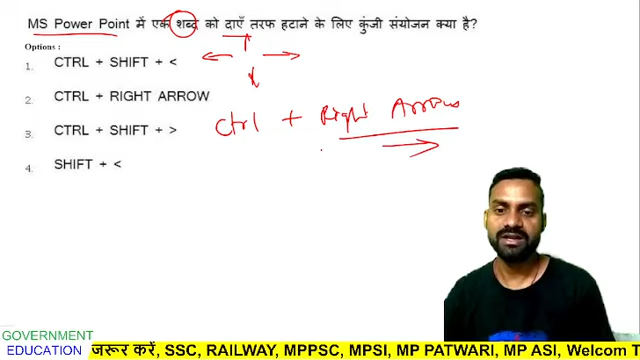 MS Power Point में एक शब्द को दाएँ तरफ हटाने के लिए कुंजी संयोजन क्या है?
Options :
1. CTRL + SHIFT + <
2. CTRL + RIGHT ARROW
3. CTRL + SHIFT + >
4. SHIFT + <
Ctrl + Right Arrow
GOVERNMENT
EDUCATION
जरूर करें, SSC, RAILWAY, MPPSC, MPSI, MP PATWARI, MP ASI, Welcom T